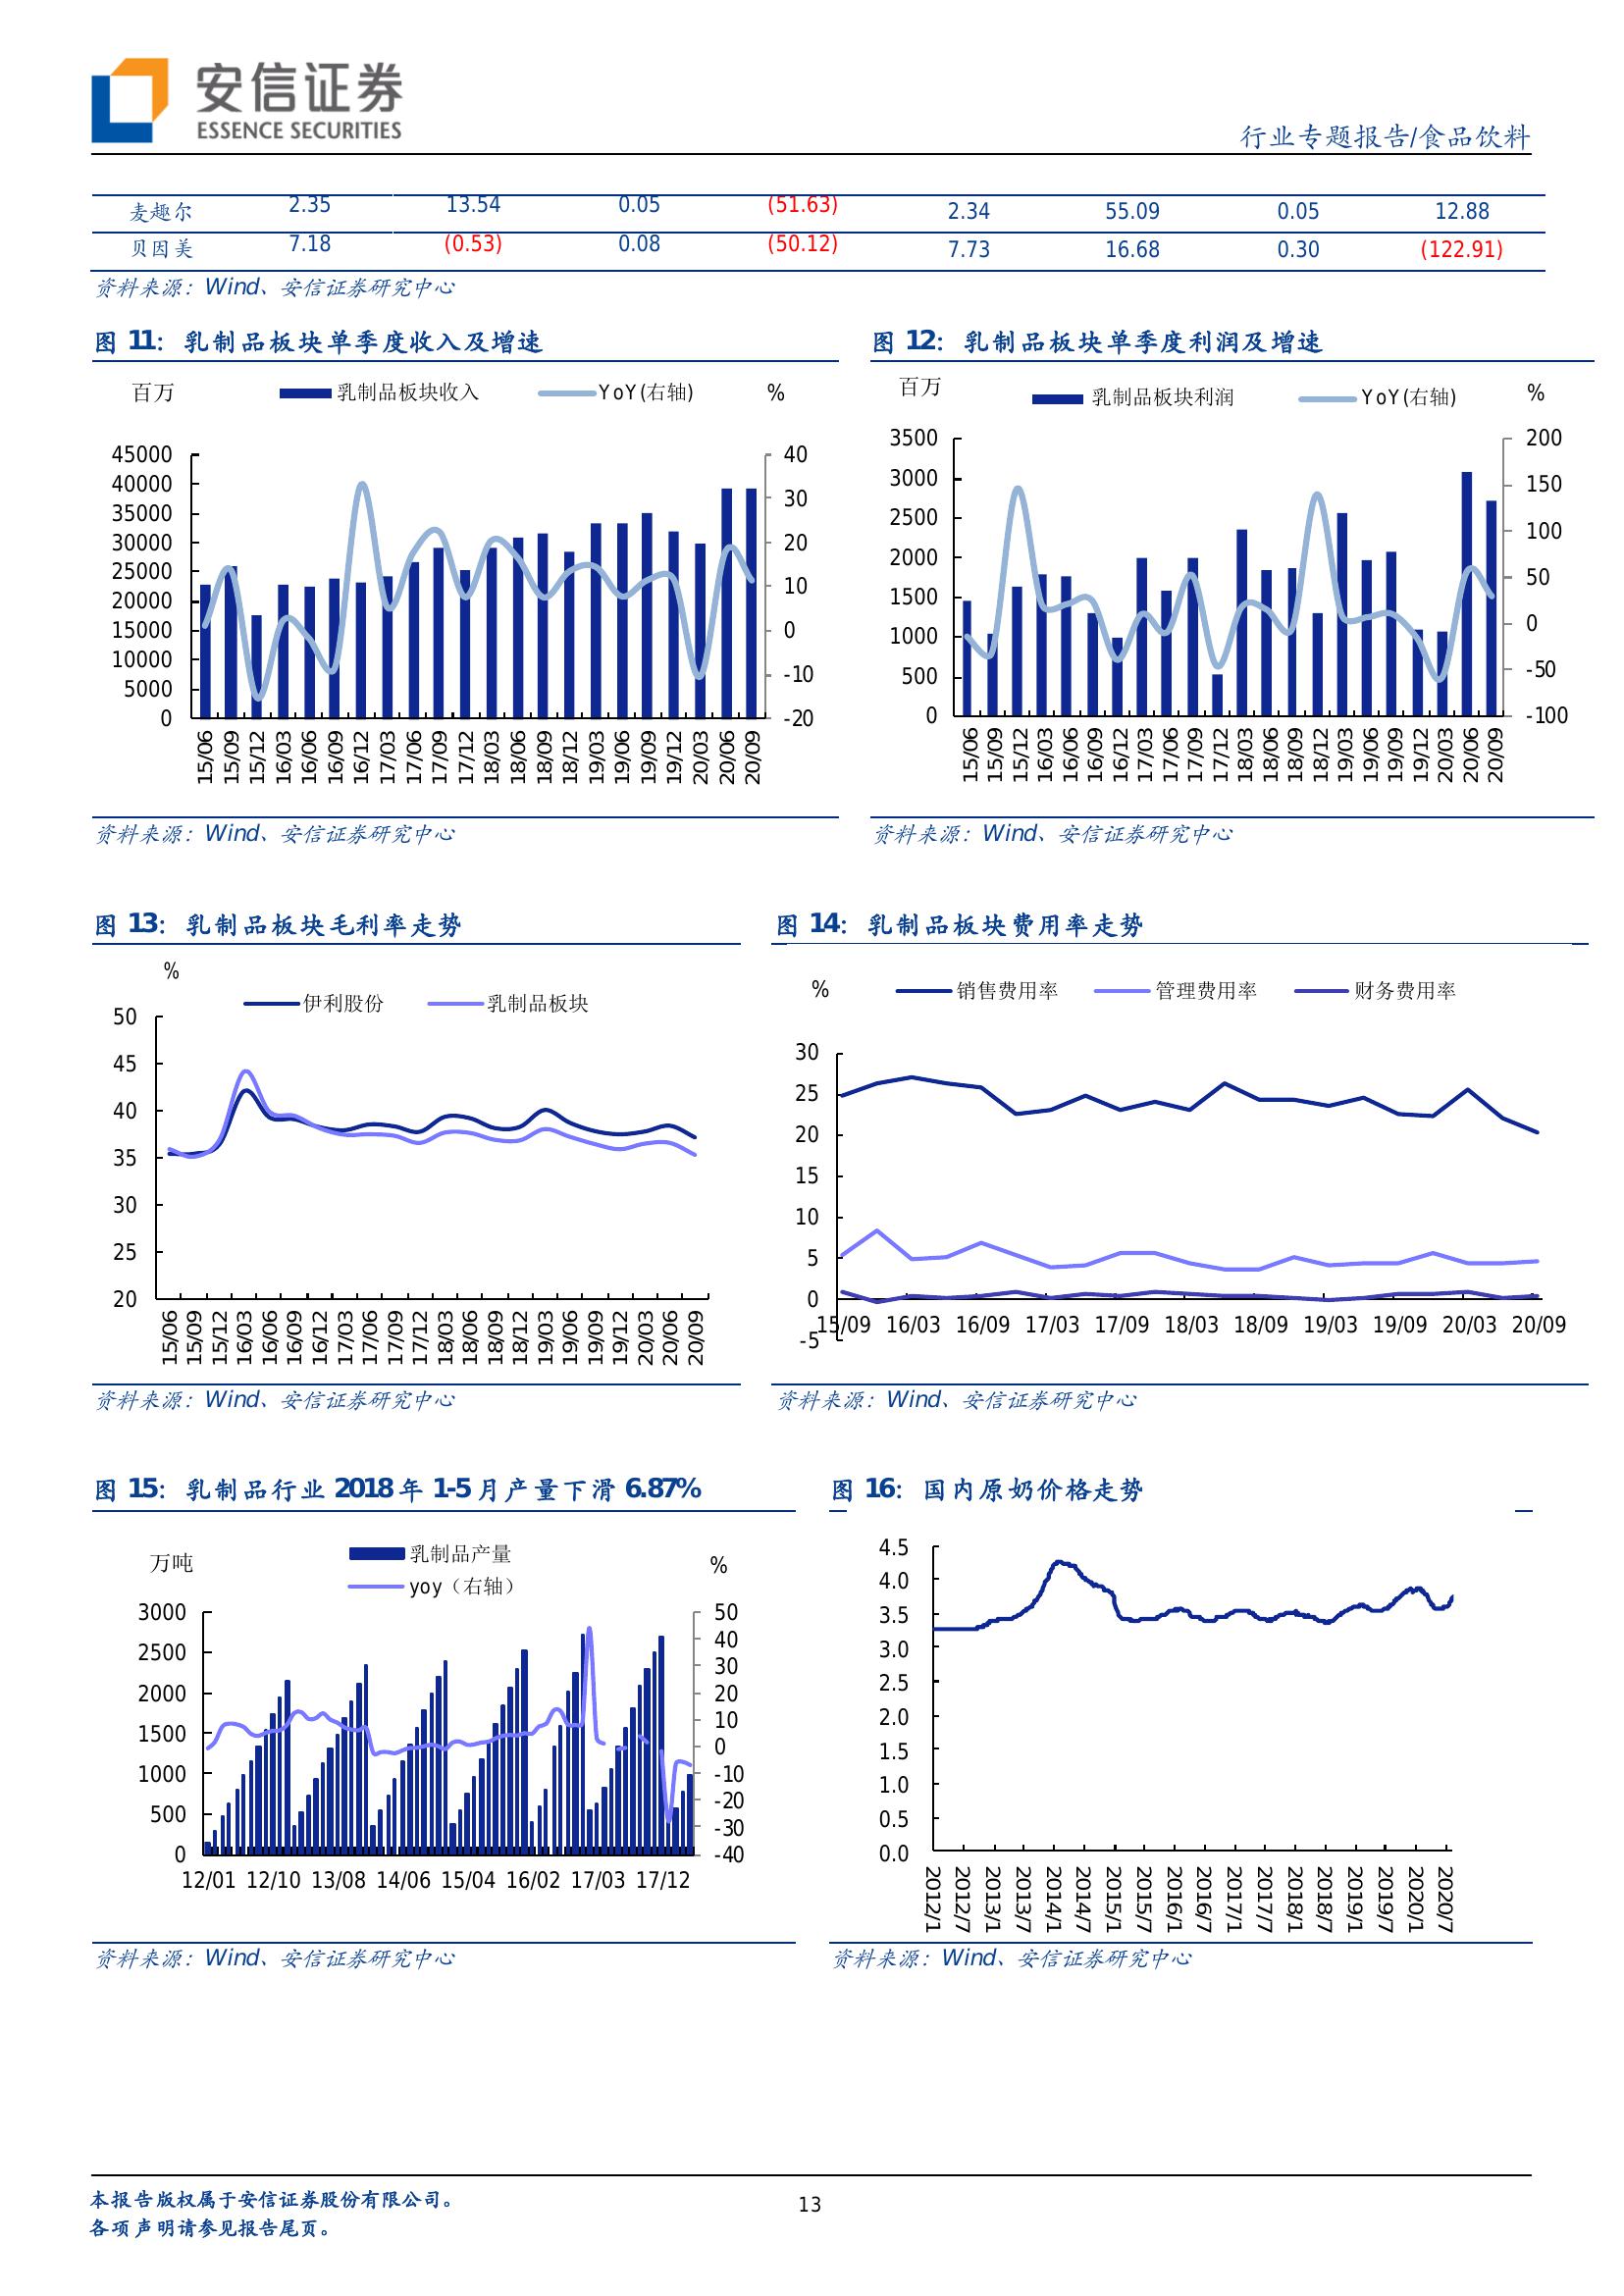 安信证券
ESSENCE SECURITIES
行业专题报告/食品饮料
麦趣尔 2.35 13.54 0.05 (51.63) 2.34 55.09 0.05 12.88
贝因美 7.18 (0.53) 0.08 (50.12) 7.73 16.68 0.30 (122.91)
资料来源：Wind、安信证券研究中心
图 11：乳制品板块单季度收入及增速
百万 乳制品板块收入 YoY(右轴) %
45000
40000
35000
30000
25000
20000
15000
10000
5000
0
40
30
20
10
0
-10
-20
15/06 15/09 15/12 16/03 16/06 16/09 16/12 17/03 17/06 17/09 17/12 18/03 18/06 18/09 18/12 19/03 19/06 19/09 19/12 20/03 20/06 20/09
资料来源：Wind、安信证券研究中心
图 12：乳制品板块单季度利润及增速
百万 乳制品板块利润 YoY(右轴) %
3500
3000
2500
2000
1500
1000
500
0
200
150
100
50
0
-50
-100
15/06 15/09 15/12 16/03 16/06 16/09 16/12 17/03 17/06 17/09 17/12 18/03 18/06 18/09 18/12 19/03 19/06 19/09 19/12 20/03 20/06 20/09
资料来源：Wind、安信证券研究中心
图 13：乳制品板块毛利率走势
%
伊利股份 乳制品板块
50
45
40
35
30
25
20
15/06 15/09 15/12 16/03 16/06 16/09 16/12 17/03 17/06 17/09 17/12 18/03 18/06 18/09 18/12 19/03 19/06 19/09 19/12 20/03 20/06 20/09
资料来源：Wind、安信证券研究中心
图 14：乳制品板块费用率走势
% 销售费用率 管理费用率 财务费用率
30
25
20
15
10
5
0
-5
15/09 16/03 16/09 17/03 17/09 18/03 18/09 19/03 19/09 20/03 20/09
资料来源：Wind、安信证券研究中心
图 15：乳制品行业 2018 年 1-5 月产量下滑 6.87%
万吨 乳制品产量 %
yoy（右轴）
3000
2500
2000
1500
1000
500
0
50
40
30
20
10
0
-10
-20
-30
-40
12/01 12/10 13/08 14/06 15/04 16/02 17/03 17/12
资料来源：Wind、安信证券研究中心
图 16：国内原奶价格走势
4.5
4.0
3.5
3.0
2.5
2.0
1.5
1.0
0.5
0.0
2012/1 2012/7 2013/1 2013/7 2014/1 2014/7 2015/1 2015/7 2016/1 2016/7 2017/1 2017/7 2018/1 2018/7 2019/1 2019/7 2020/1 2020/7
资料来源：Wind、安信证券研究中心
本报告版权属于安信证券股份有限公司。
各项声明请参见报告尾页。
13